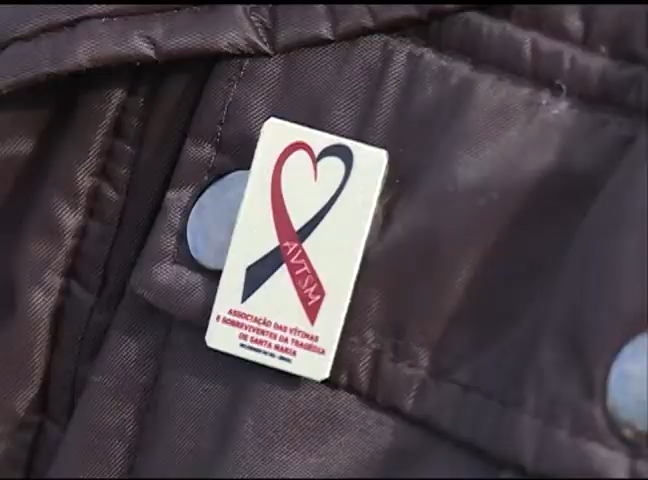 AVTSM
ASSOCIAÇÃO DAS VÍTIMAS
E SOBREVIVENTES DA TRAGÉDIA
DE SANTA MARIA